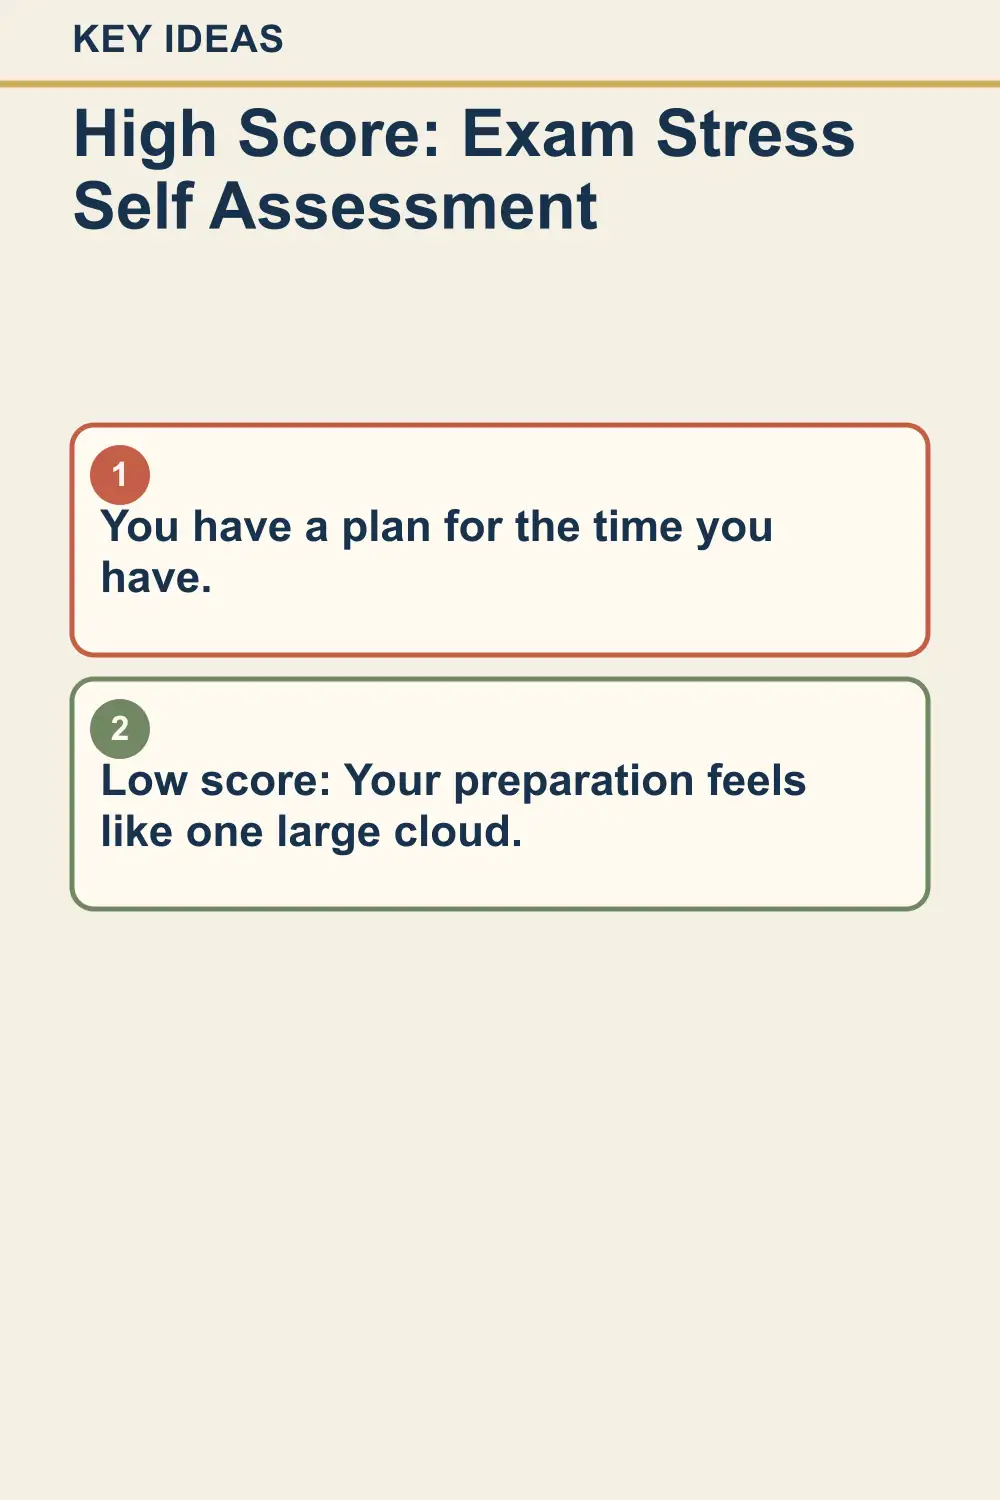 KEY IDEAS
High Score: Exam Stress
Self Assessment
1
You have a plan for the time you
have.
2
Low score: Your preparation feels
like one large cloud.